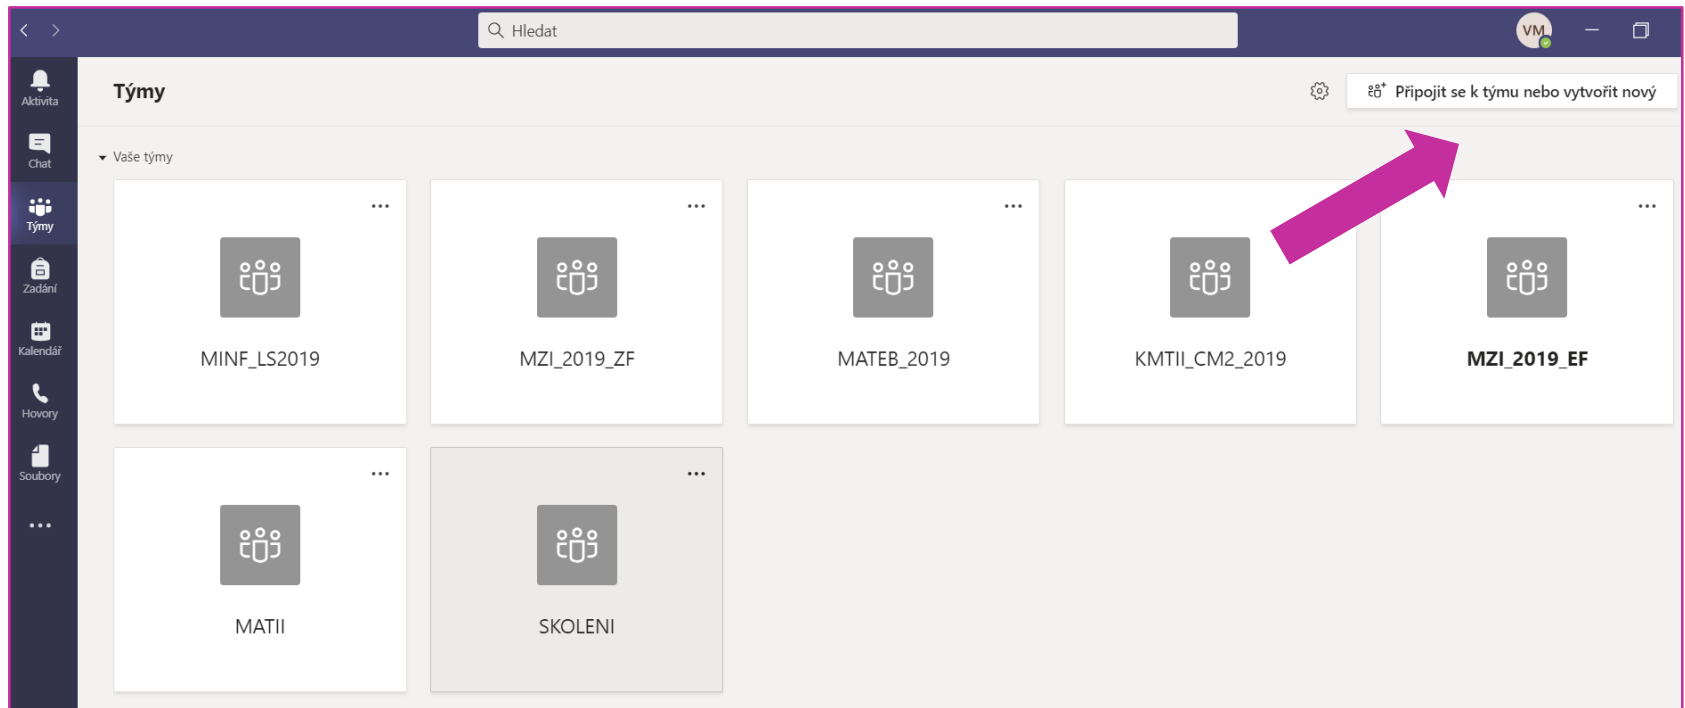 Hledat
VM
Aktivita
Chat
Týmy
Zadání
Kalendář
Hovory
Soubory
Týmy
Připojit se k týmu nebo vytvořit nový
Vaše týmy
MINF_LS2019
MZI_2019_ZF
MATEB_2019
KMTII_CM2_2019
MZI_2019_EF
MATII
SKOLENI